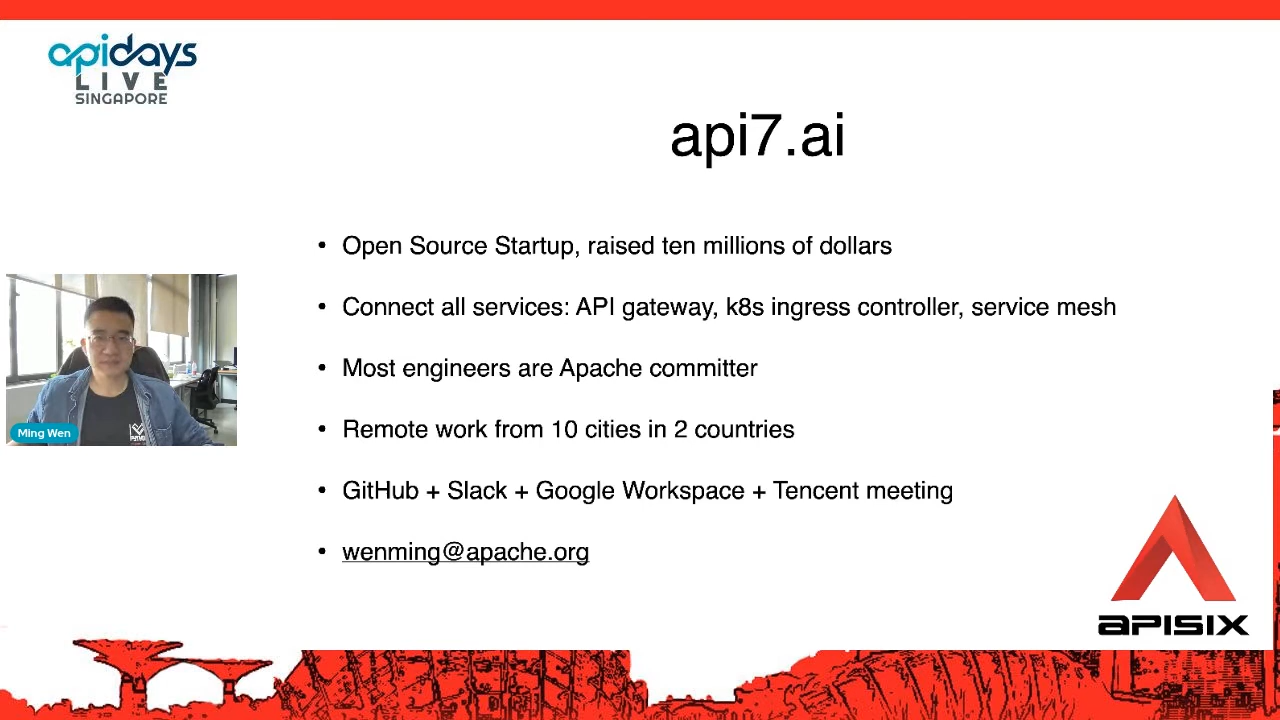 apidays
LIVE
SINGAPORE
api7.ai
• Open Source Startup, raised ten millions of dollars
• Connect all services: API gateway, k8s ingress controller, service mesh
• Most engineers are Apache committer
• Remote work from 10 cities in 2 countries
• GitHub + Slack + Google Workspace + Tencent meeting
• wenming@apache.org
Ming Wen
APISIX